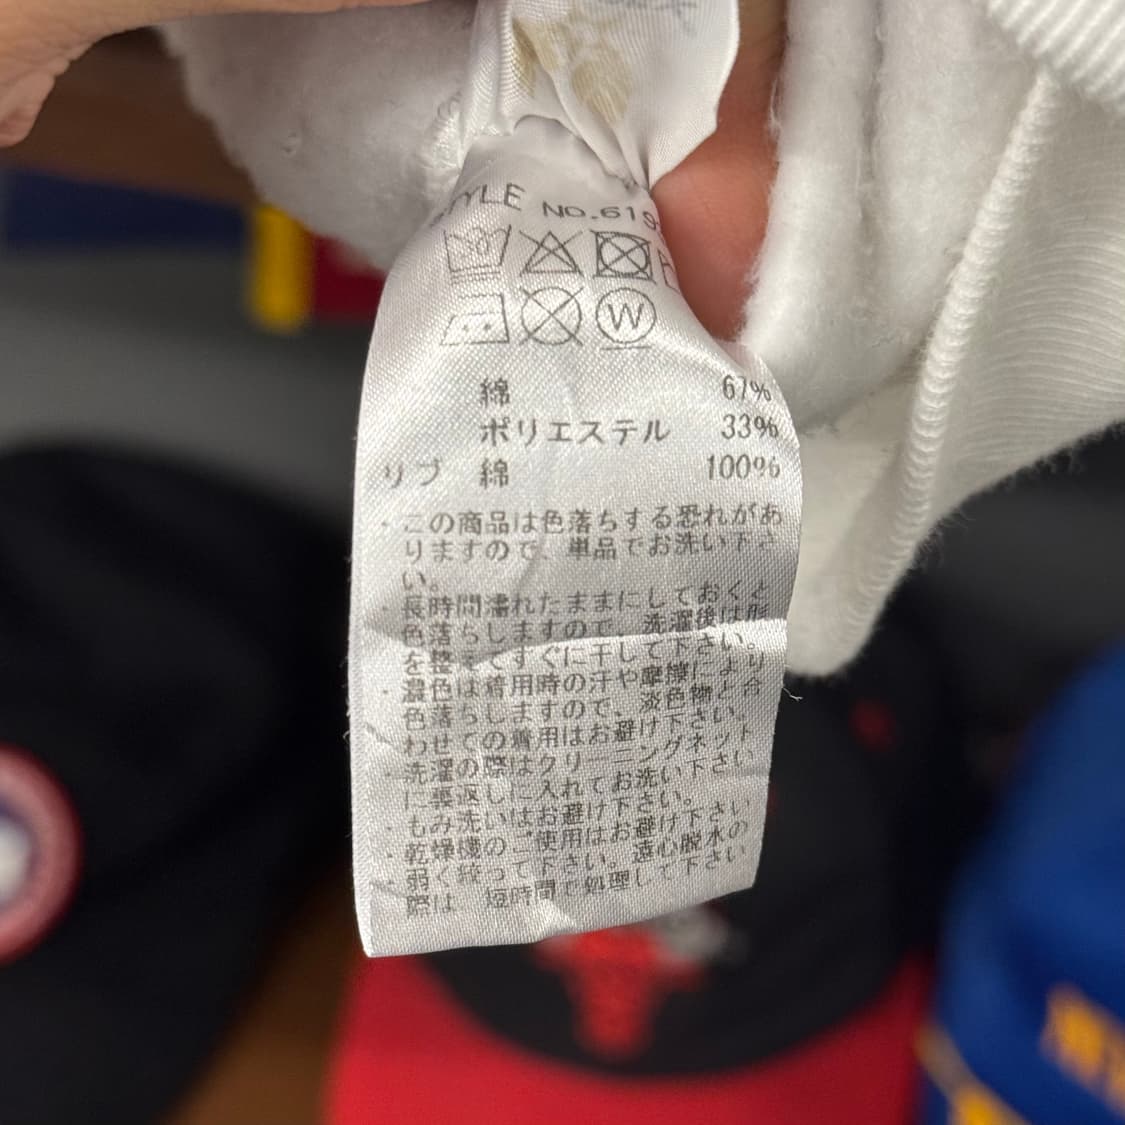 STYLE NO.619
W
綿 67%
ポリエステル 33%
リブ 綿 100%
・この商品は色落ちする恐れがあ
りますので、単品でお洗い下さ
い。
・長時間濡れたままにしておくと
色落ちしますので、洗濯後は形
を整えてすぐに干して下さい。
・濃色は着用時の汗や摩擦により
色落ちしますので、淡色物と合
わせての着用はお避け下さい。
・洗濯の際はクリーニングネット
に裏返しに入れてお洗い下さい
・もみ洗いはお避け下さい。
・乾燥機のご使用はお避け下さい
・弱く絞って下さい。遠心脱水の
際は 短時間で処理して下さい